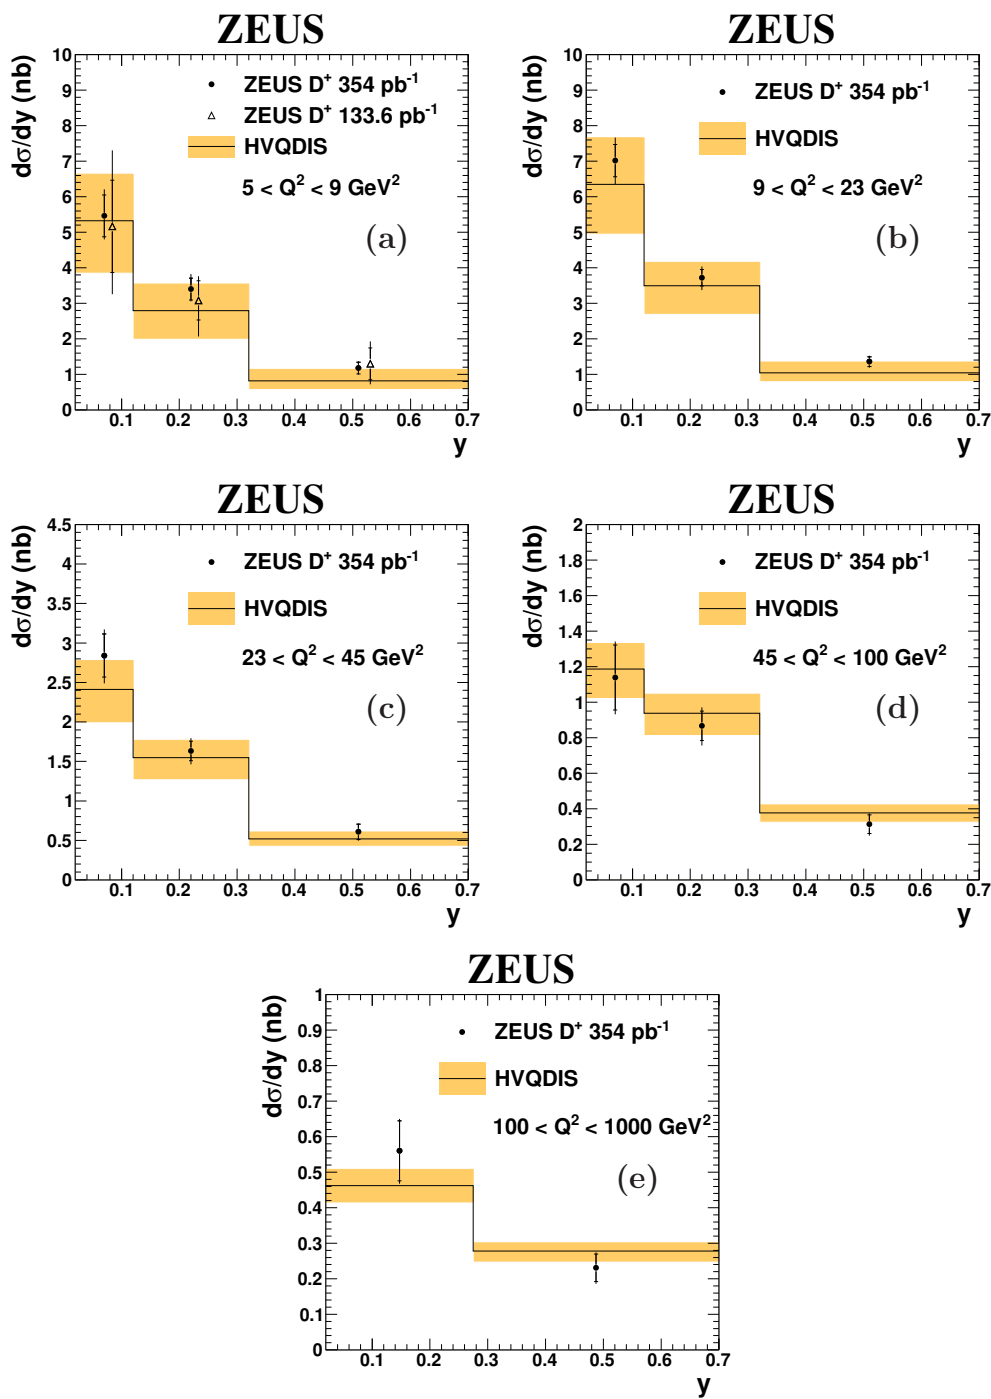 ZEUS
dσ/dy (nb)
10
9
8
7
6
5
4
3
2
1
0
ZEUS D⁺ 354 pb⁻¹
ZEUS D⁺ 133.6 pb⁻¹
HVQDIS
5 < Q² < 9 GeV²
(a)
0.1 0.2 0.3 0.4 0.5 0.6 0.7
y
ZEUS
dσ/dy (nb)
10
9
8
7
6
5
4
3
2
1
0
ZEUS D⁺ 354 pb⁻¹
HVQDIS
9 < Q² < 23 GeV²
(b)
0.1 0.2 0.3 0.4 0.5 0.6 0.7
y
ZEUS
dσ/dy (nb)
4.5
4
3.5
3
2.5
2
1.5
1
0.5
0
ZEUS D⁺ 354 pb⁻¹
HVQDIS
23 < Q² < 45 GeV²
(c)
0.1 0.2 0.3 0.4 0.5 0.6 0.7
y
ZEUS
dσ/dy (nb)
2
1.8
1.6
1.4
1.2
1
0.8
0.6
0.4
0.2
0
ZEUS D⁺ 354 pb⁻¹
HVQDIS
45 < Q² < 100 GeV²
(d)
0.1 0.2 0.3 0.4 0.5 0.6 0.7
y
ZEUS
dσ/dy (nb)
1
0.9
0.8
0.7
0.6
0.5
0.4
0.3
0.2
0.1
0
ZEUS D⁺ 354 pb⁻¹
HVQDIS
100 < Q² < 1000 GeV²
(e)
0.1 0.2 0.3 0.4 0.5 0.6 0.7
y